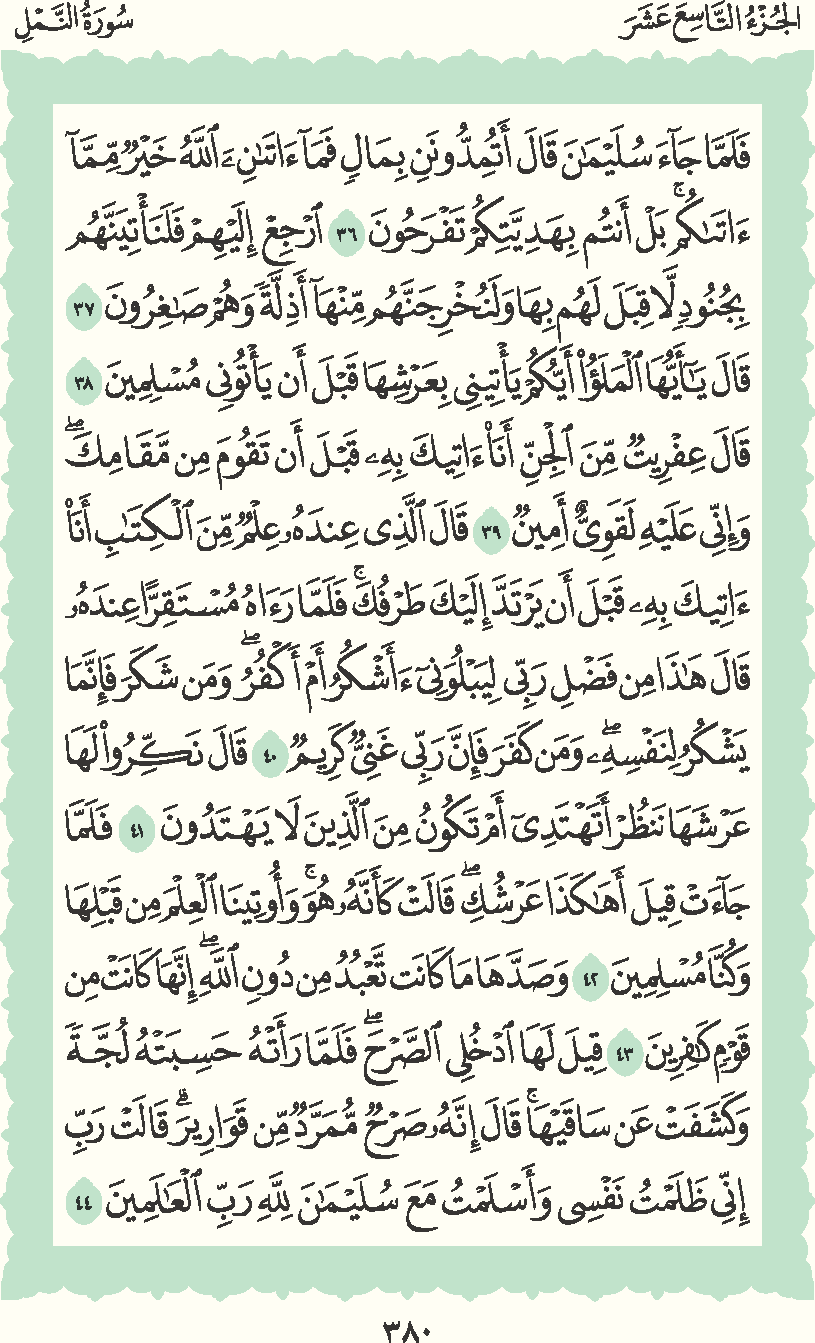 الجُزْءُ التَّاسِعَ عَشَرَ سُورَةُ النَّمْلِ
فَلَمَّا جَآءَ سُلَيْمَٰنَ قَالَ أَتُمِدُّونَنِ بِمَالٍ فَمَآ ءَاتَىٰنِۦَ ٱللَّهُ خَيْرٌ مِّمَّآ
ءَاتَىٰكُمۚ بَلْ أَنتُم بِهَدِيَّتِكُمْ تَفْرَحُونَ ٣٦ ٱرْجِعْ إِلَيْهِمْ فَلَنَأْتِيَنَّهُم
بِجُنُودٍ لَّا قِبَلَ لَهُم بِهَا وَلَنُخْرِجَنَّهُم مِّنْهَآ أَذِلَّةً وَهُمْ صَٰغِرُونَ ٣٧
قَالَ يَٰٓأَيُّهَا ٱلْمَلَؤُا۟ أَيُّكُمْ يَأْتِينِى بِعَرْشِهَا قَبْلَ أَن يَأْتُونِى مُسْلِمِينَ ٣٨
قَالَ عِفْرِيتٌ مِّنَ ٱلْجِنِّ أَنَا۠ ءَاتِيكَ بِهِۦ قَبْلَ أَن تَقُومَ مِن مَّقَامِكَۖ
وَإِنِّى عَلَيْهِ لَقَوِىٌّ أَمِينٌ ٣٩ قَالَ ٱلَّذِى عِندَهُۥ عِلْمٌ مِّنَ ٱلْكِتَٰبِ أَنَا۠
ءَاتِيكَ بِهِۦ قَبْلَ أَن يَرْتَدَّ إِلَيْكَ طَرْفُكَۚ فَلَمَّا رَءَاهُ مُسْتَقِرًّا عِندَهُۥ
قَالَ هَٰذَا مِن فَضْلِ رَبِّى لِيَبْلُوَنِىٓ ءَأَشْكُرُ أَمْ أَكْفُرُۖ وَمَن شَكَرَ فَإِنَّمَا
يَشْكُرُ لِنَفْسِهِۦۖ وَمَن كَفَرَ فَإِنَّ رَبِّى غَنِىٌّ كَرِيمٌ ٤٠ قَالَ نَكِّرُوا۟ لَهَا
عَرْشَهَا نَنظُرْ أَتَهْتَدِىٓ أَمْ تَكُونُ مِنَ ٱلَّذِينَ لَا يَهْتَدُونَ ٤١ فَلَمَّا
جَآءَتْ قِيلَ أَهَٰكَذَا عَرْشُكِۖ قَالَتْ كَأَنَّهُۥ هُوَۚ وَأُوتِينَا ٱلْعِلْمَ مِن قَبْلِهَا
وَكُنَّا مُسْلِمِينَ ٤٢ وَصَدَّهَا مَا كَانَت تَّعْبُدُ مِن دُونِ ٱللَّهِۖ إِنَّهَا كَانَتْ مِن
قَوْمٍ كَٰفِرِينَ ٤٣ قِيلَ لَهَا ٱدْخُلِى ٱلصَّرْحَۖ فَلَمَّا رَأَتْهُ حَسِبَتْهُ لُجَّةً
وَكَشَفَتْ عَن سَاقَيْهَاۚ قَالَ إِنَّهُۥ صَرْحٌ مُّمَرَّدٌ مِّن قَوَارِيرَۗ قَالَتْ رَبِّ
إِنِّى ظَلَمْتُ نَفْسِى وَأَسْلَمْتُ مَعَ سُلَيْمَٰنَ لِلَّهِ رَبِّ ٱلْعَٰلَمِينَ ٤٤
٣٨٠